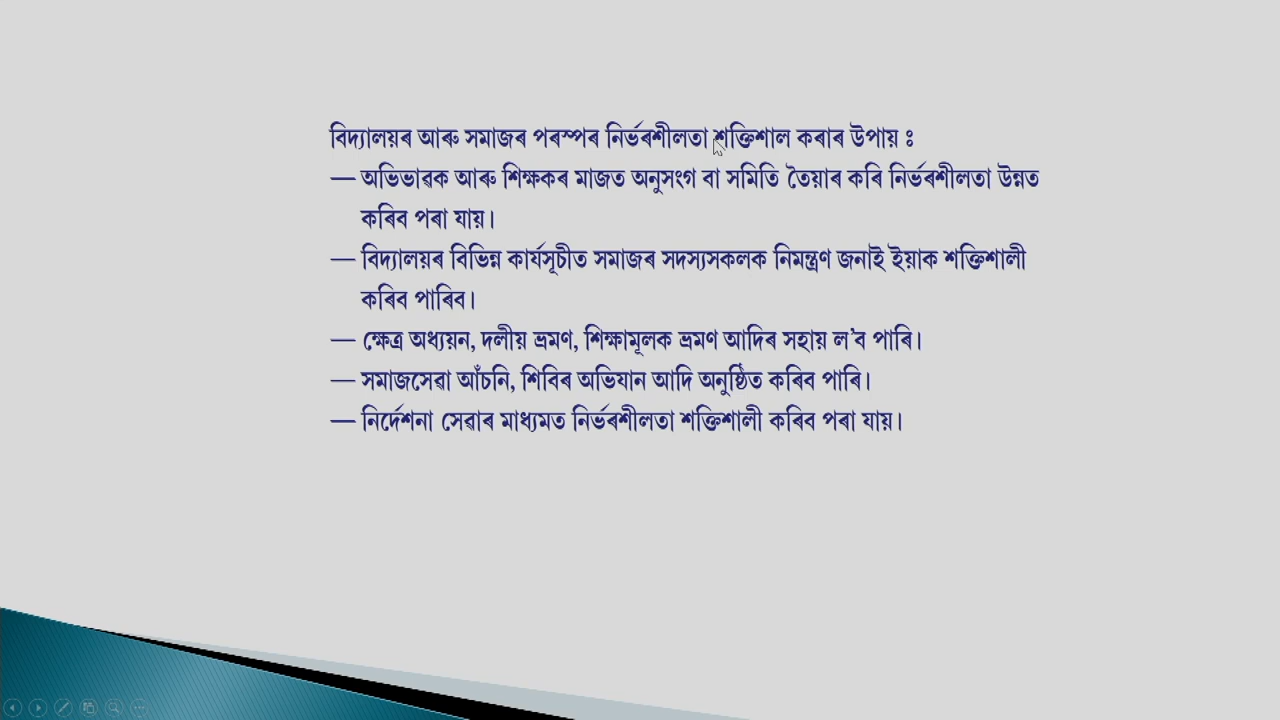 বিদ্যালয়ৰ আৰু সমাজৰ পৰস্পৰ নিৰ্ভৰশীলতা শক্তিশাল কৰাৰ উপায় ঃ
— অভিভাৱক আৰু শিক্ষকৰ মাজত অনুসংগ বা সমিতি তৈয়াৰ কৰি নিৰ্ভৰশীলতা উন্নত
কৰিব পৰা যায়।
— বিদ্যালয়ৰ বিভিন্ন কাৰ্যসূচীত সমাজৰ সদস্যসকলক নিমন্ত্ৰণ জনাই ইয়াক শক্তিশালী
কৰিব পাৰিব।
— ক্ষেত্ৰ অধ্যয়ন, দলীয় ভ্ৰমণ, শিক্ষামূলক ভ্ৰমণ আদিৰ সহায় ল’ব পাৰি।
— সমাজসেৱা আঁচনি, শিবিৰ অভিযান আদি অনুষ্ঠিত কৰিব পাৰি।
— নিৰ্দেশনা সেৱাৰ মাধ্যমত নিৰ্ভৰশীলতা শক্তিশালী কৰিব পৰা যায়।